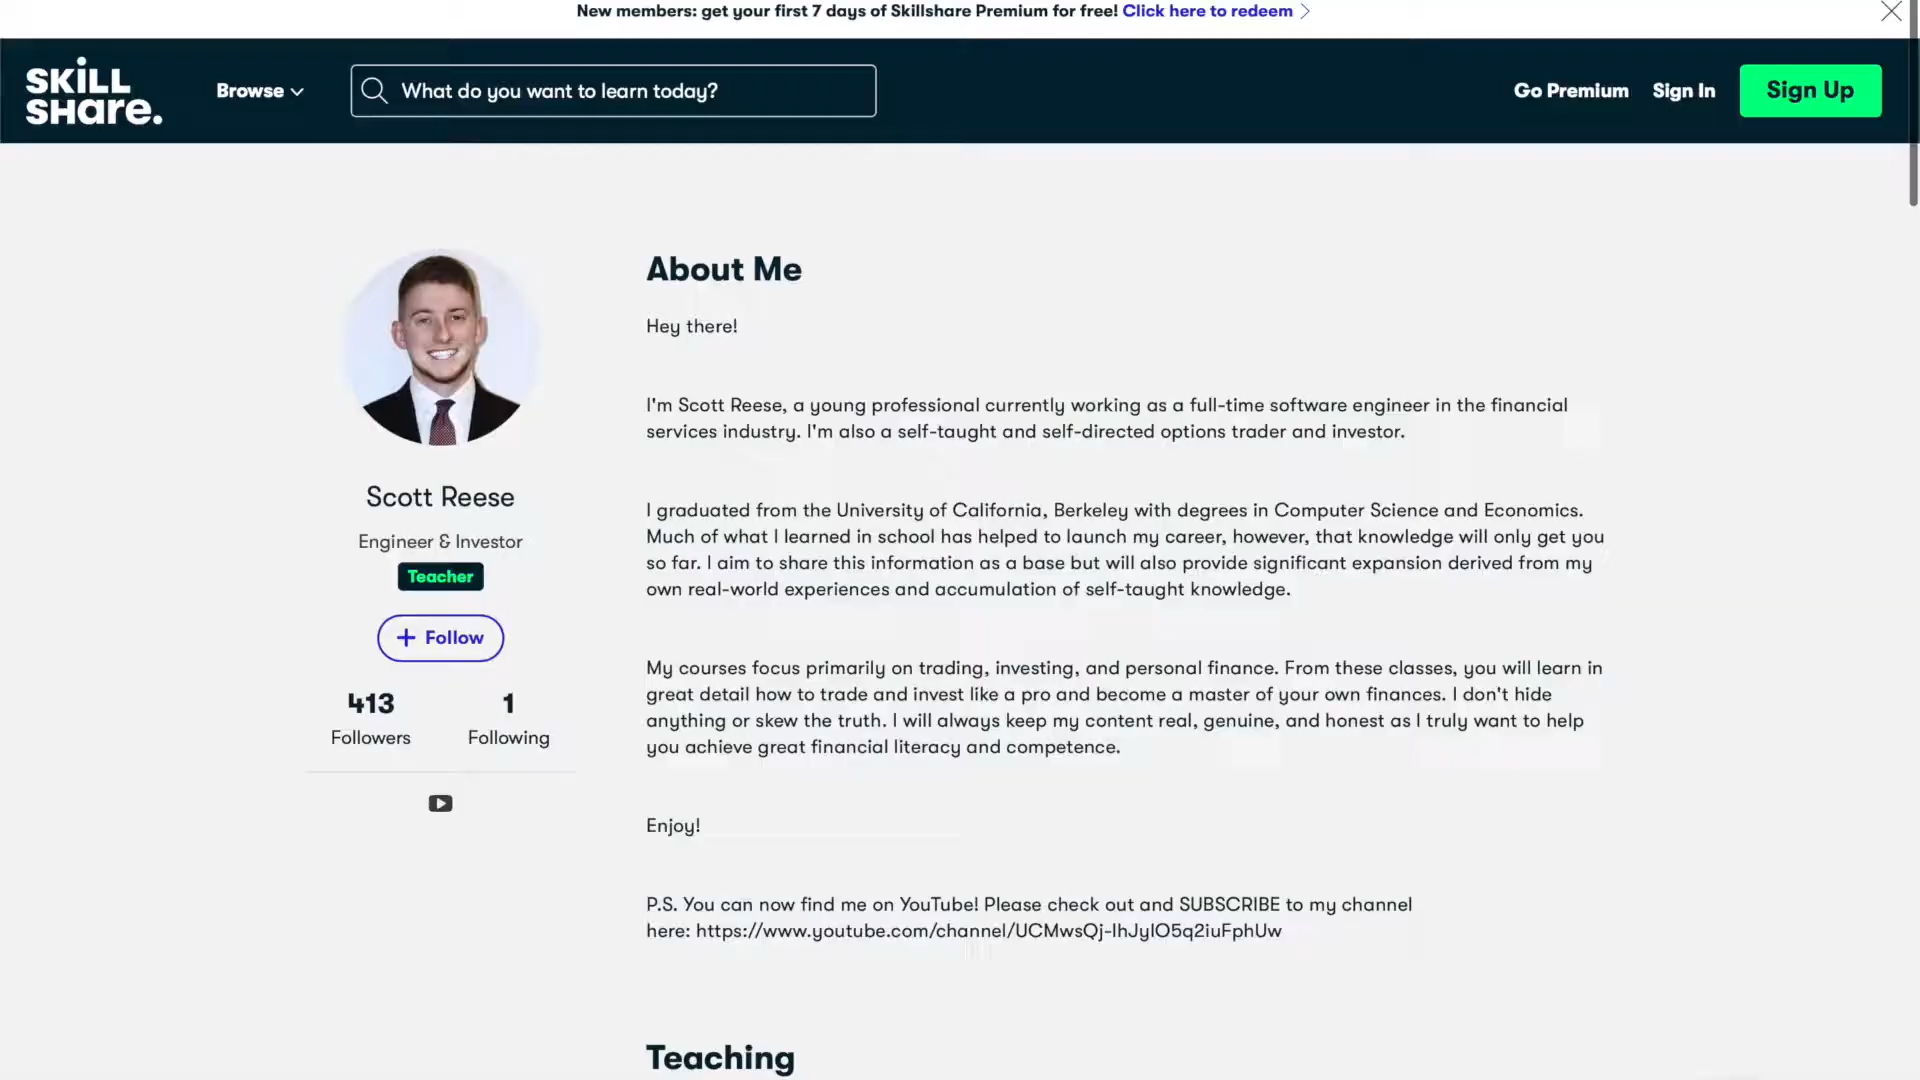 New members: get your first 7 days of Skillshare Premium for free! Click here to redeem
SKILL
SHare.
Browse
What do you want to learn today?
Go Premium
Sign In
Sign Up
Scott Reese
Engineer & Investor
Teacher
+ Follow
413
Followers
1
Following
About Me
Hey there!
I'm Scott Reese, a young professional currently working as a full-time software engineer in the financial
services industry. I'm also a self-taught and self-directed options trader and investor.
I graduated from the University of California, Berkeley with degrees in Computer Science and Economics.
Much of what I learned in school has helped to launch my career, however, that knowledge will only get you
so far. I aim to share this information as a base but will also provide significant expansion derived from my
own real-world experiences and accumulation of self-taught knowledge.
My courses focus primarily on trading, investing, and personal finance. From these classes, you will learn in
great detail how to trade and invest like a pro and become a master of your own finances. I don't hide
anything or skew the truth. I will always keep my content real, genuine, and honest as I truly want to help
you achieve great financial literacy and competence.
Enjoy!
P.S. You can now find me on YouTube! Please check out and SUBSCRIBE to my channel
here: https://www.youtube.com/channel/UCMwsQj-lhJylO5q2iuFphUw
Teaching